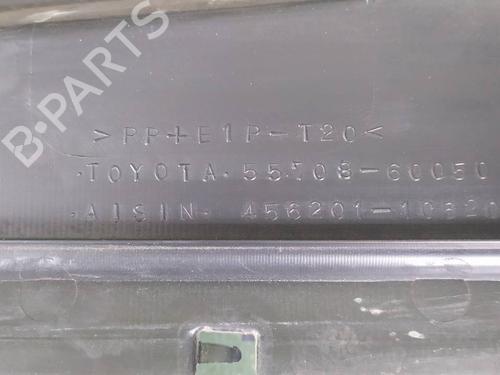 >PP+E1P-T20<
·TOYOTA· 55708-60050
·AISIN· 456201-10820
B-PARTS